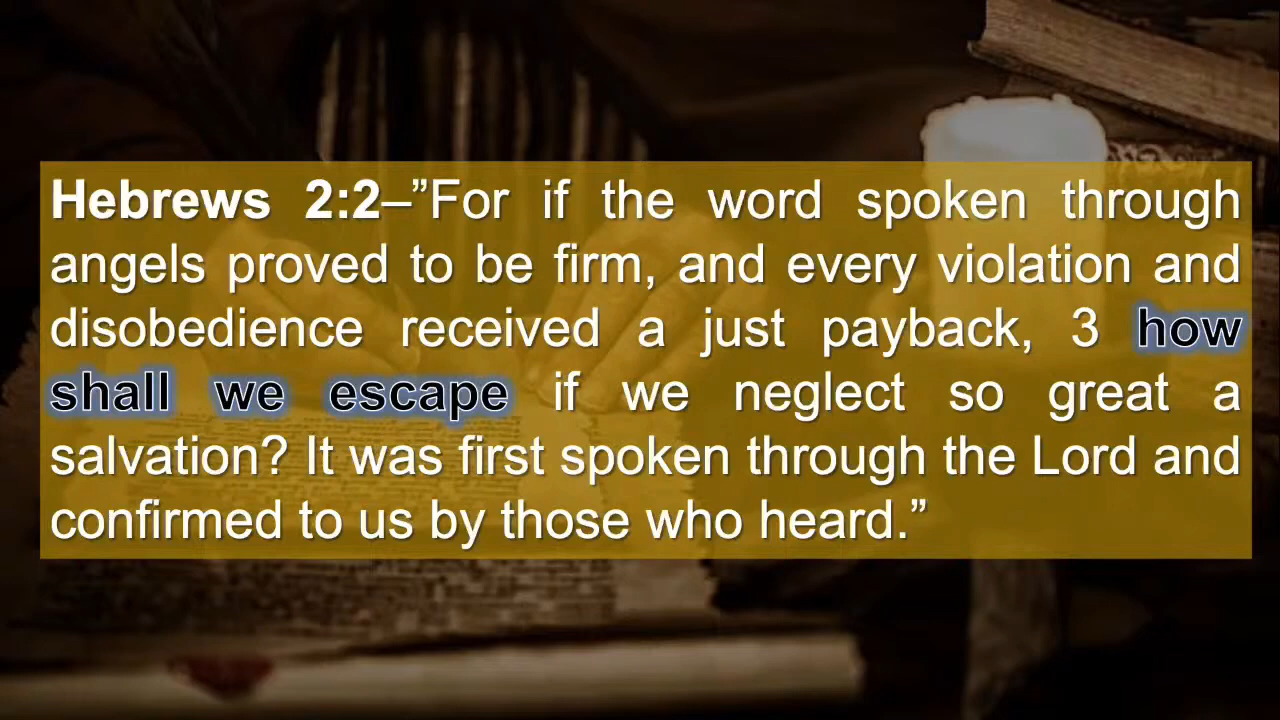 Hebrews 2:2–”For if the word spoken through
angels proved to be firm, and every violation and
disobedience received a just payback, 3 how
shall we escape if we neglect so great a
salvation? It was first spoken through the Lord and
confirmed to us by those who heard.”